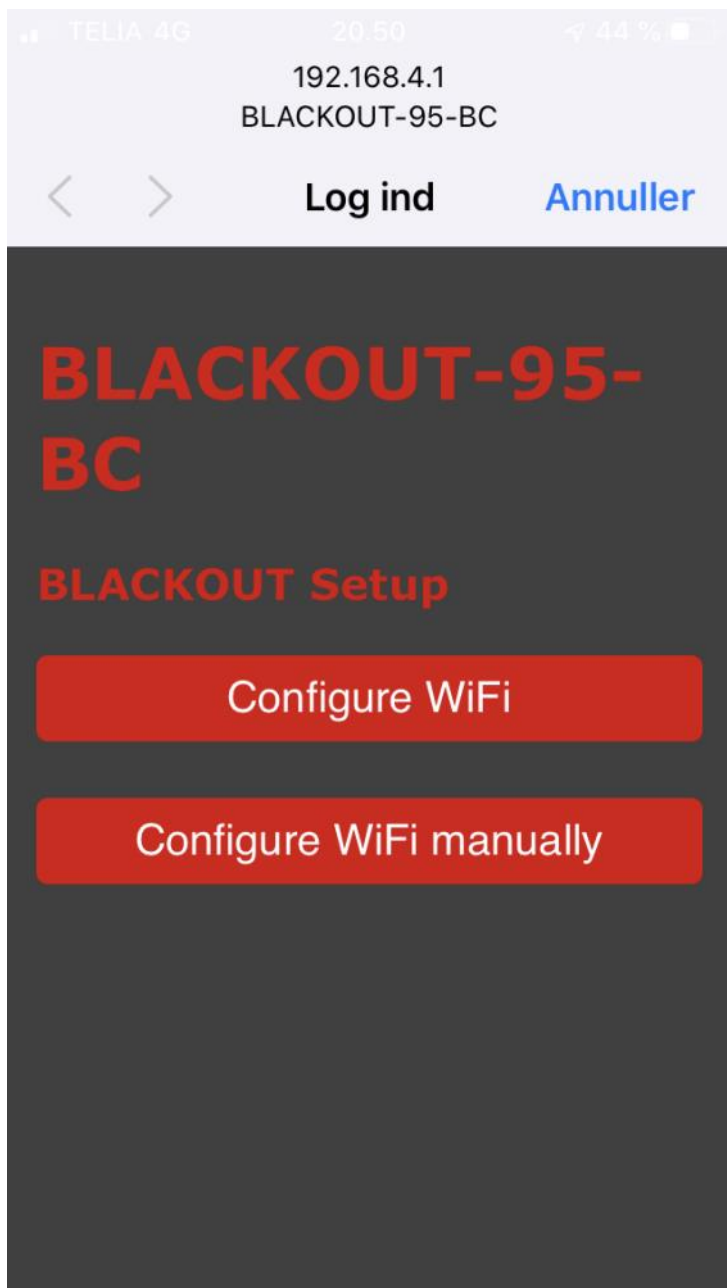 TELIA 4G 20.50 44 %
192.168.4.1
BLACKOUT-95-BC
Log ind Annuller
BLACKOUT-95-
BC
BLACKOUT Setup
Configure WiFi
Configure WiFi manually